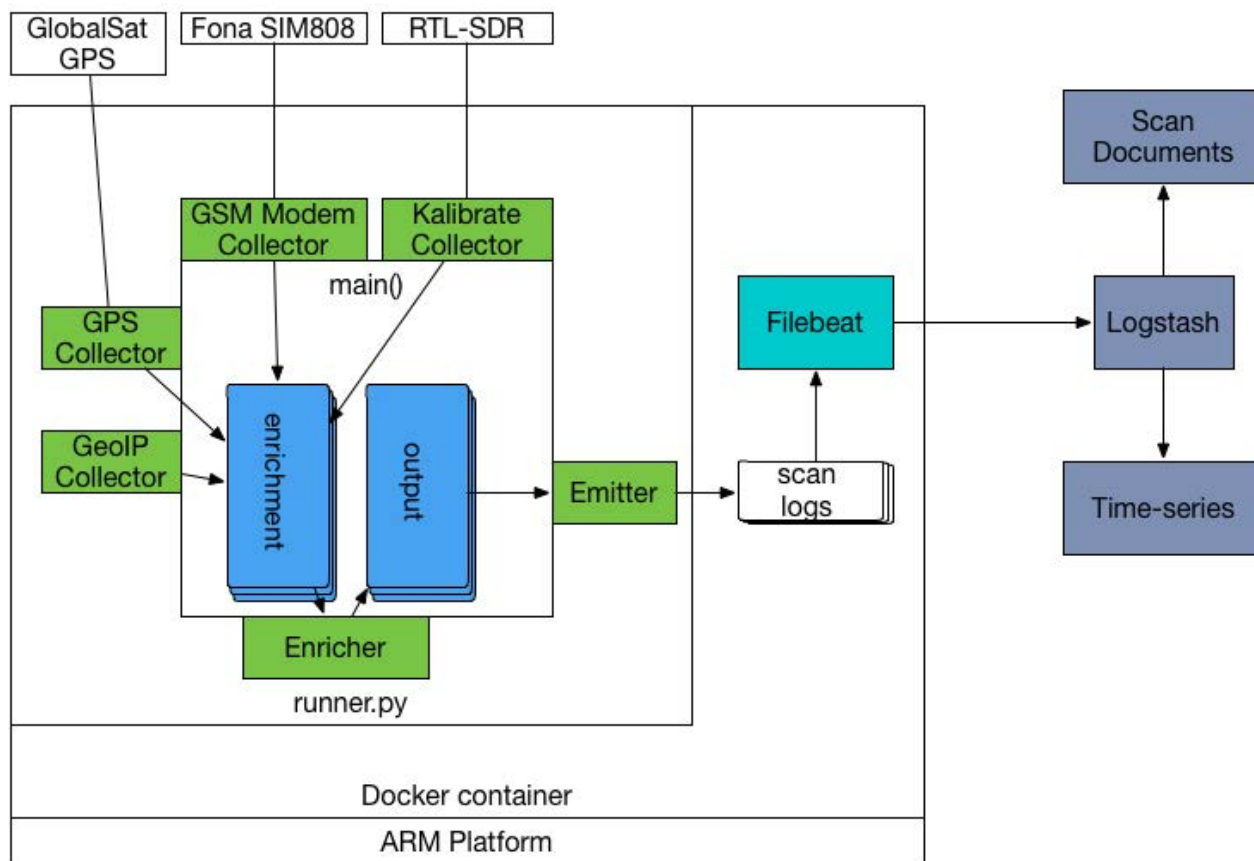 GlobalSat
GPS
Fona SIM808
RTL-SDR
Scan
Documents
GSM Modem
Collector
Kalibrate
Collector
main()
GPS
Collector
Filebeat
Logstash
GeoIP
Collector
enrichment
output
Emitter
scan
logs
Time-series
Enricher
runner.py
Docker container
ARM Platform